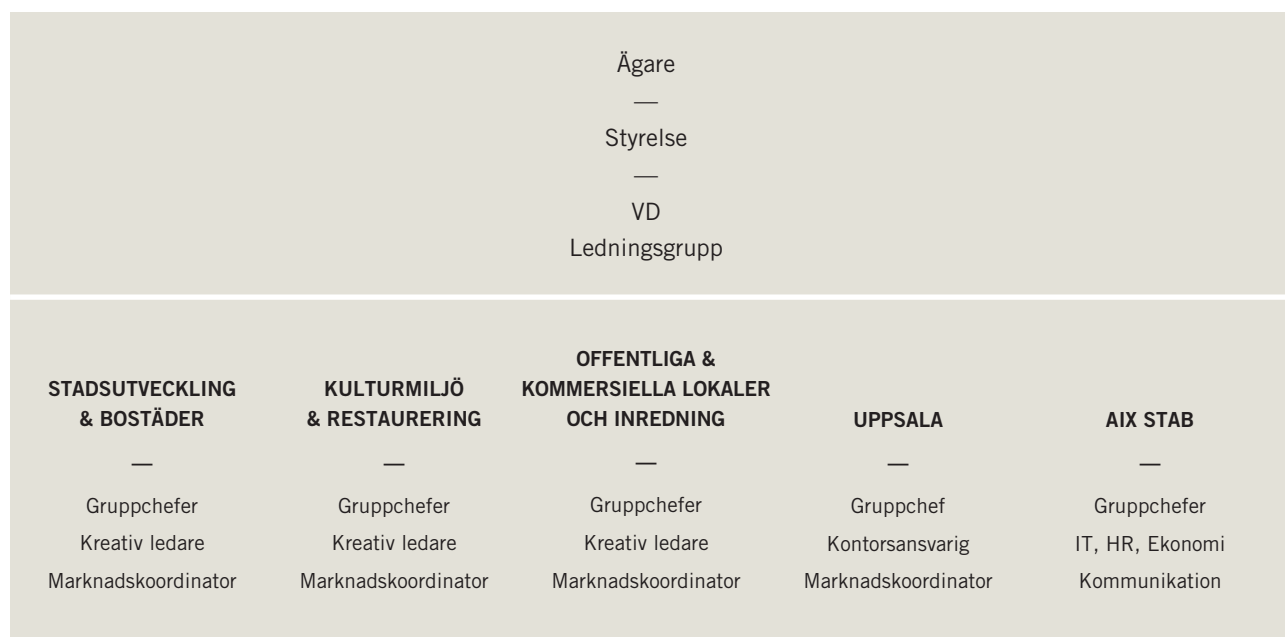 Ägare
—
Styrelse
—
VD
Ledningsgrupp
STADSUTVECKLING
& BOSTÄDER
—
Gruppchefer
Kreativ ledare
Marknadskoordinator
KULTURMILJÖ
& RESTAURERING
—
Gruppchefer
Kreativ ledare
Marknadskoordinator
OFFENTLIGA &
KOMMERSIELLA LOKALER
OCH INREDNING
—
Gruppchefer
Kreativ ledare
Marknadskoordinator
UPPSALA
—
Gruppchef
Kontorsansvarig
Marknadskoordinator
AIX STAB
—
Gruppchefer
IT, HR, Ekonomi
Kommunikation